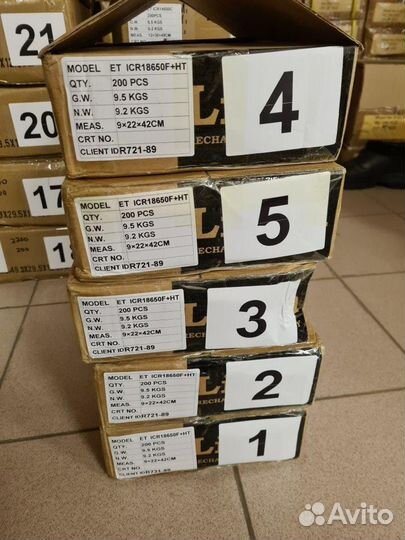 21
200 PCS
20
17
MODEL ET ICR18650F+HT
QTY. 200 PCS
G.W. 9.5 KGS
N.W. 9.2 KGS
MEAS. 9×22×42CM
CRT NO.
CLIENT IDR721-89
4
MODEL ET ICR18650F+HT
QTY. 200 PCS
G.W. 9.5 KGS
N.W. 9.2 KGS
MEAS. 9×22×42CM
CRT NO.
CLIENT IDR721-89
5
MODEL ET ICR18650F+HT
QTY. 200 PCS
G.W. 9.5 KGS
N.W. 9.2 KGS
MEAS. 9×22×42CM
CRT NO.
CLIENT IDR721-89
3
MODEL ET ICR18650F+HT
QTY. 200 PCS
G.W. 9.5 KGS
N.W. 9.2 KGS
MEAS. 9×22×42CM
CRT NO.
CLIENT IDR721-89
2
MODEL ET ICR18650F+HT
QTY. 200 PCS
G.W. 9.5 KGS
N.W. 9.2 KGS
MEAS. 9×22×42CM
CRT NO.
CLIENT IDR721-89
1
Avito